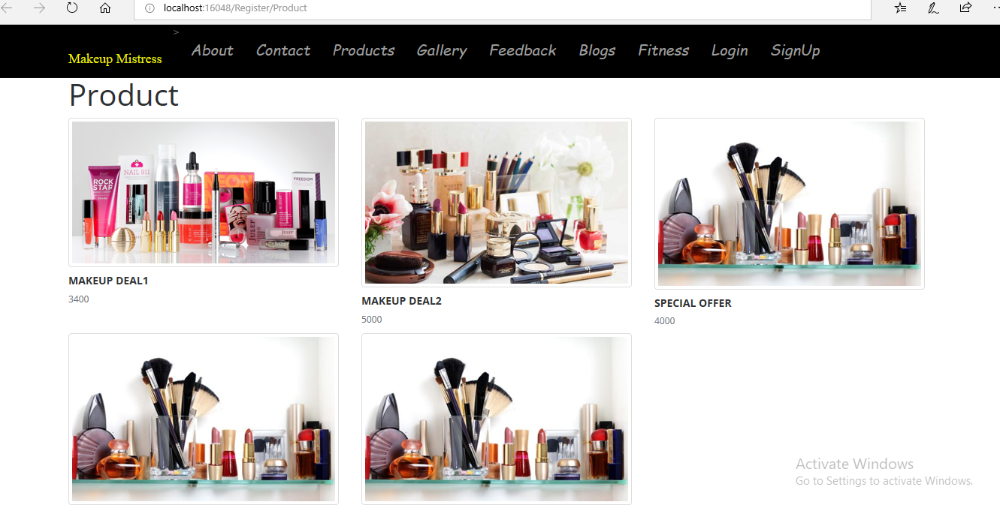 localhost:16048/Register/Product
>
Makeup Mistress
About Contact Products Gallery Feedback Blogs Fitness Login SignUp
Product
NAIL 911
ROCK
STAR
NEON
FREEDOM
JULEP
MAKEUP DEAL1
3400
MAKEUP DEAL2
5000
SPECIAL OFFER
4000
Activate Windows
Go to Settings to activate Windows.